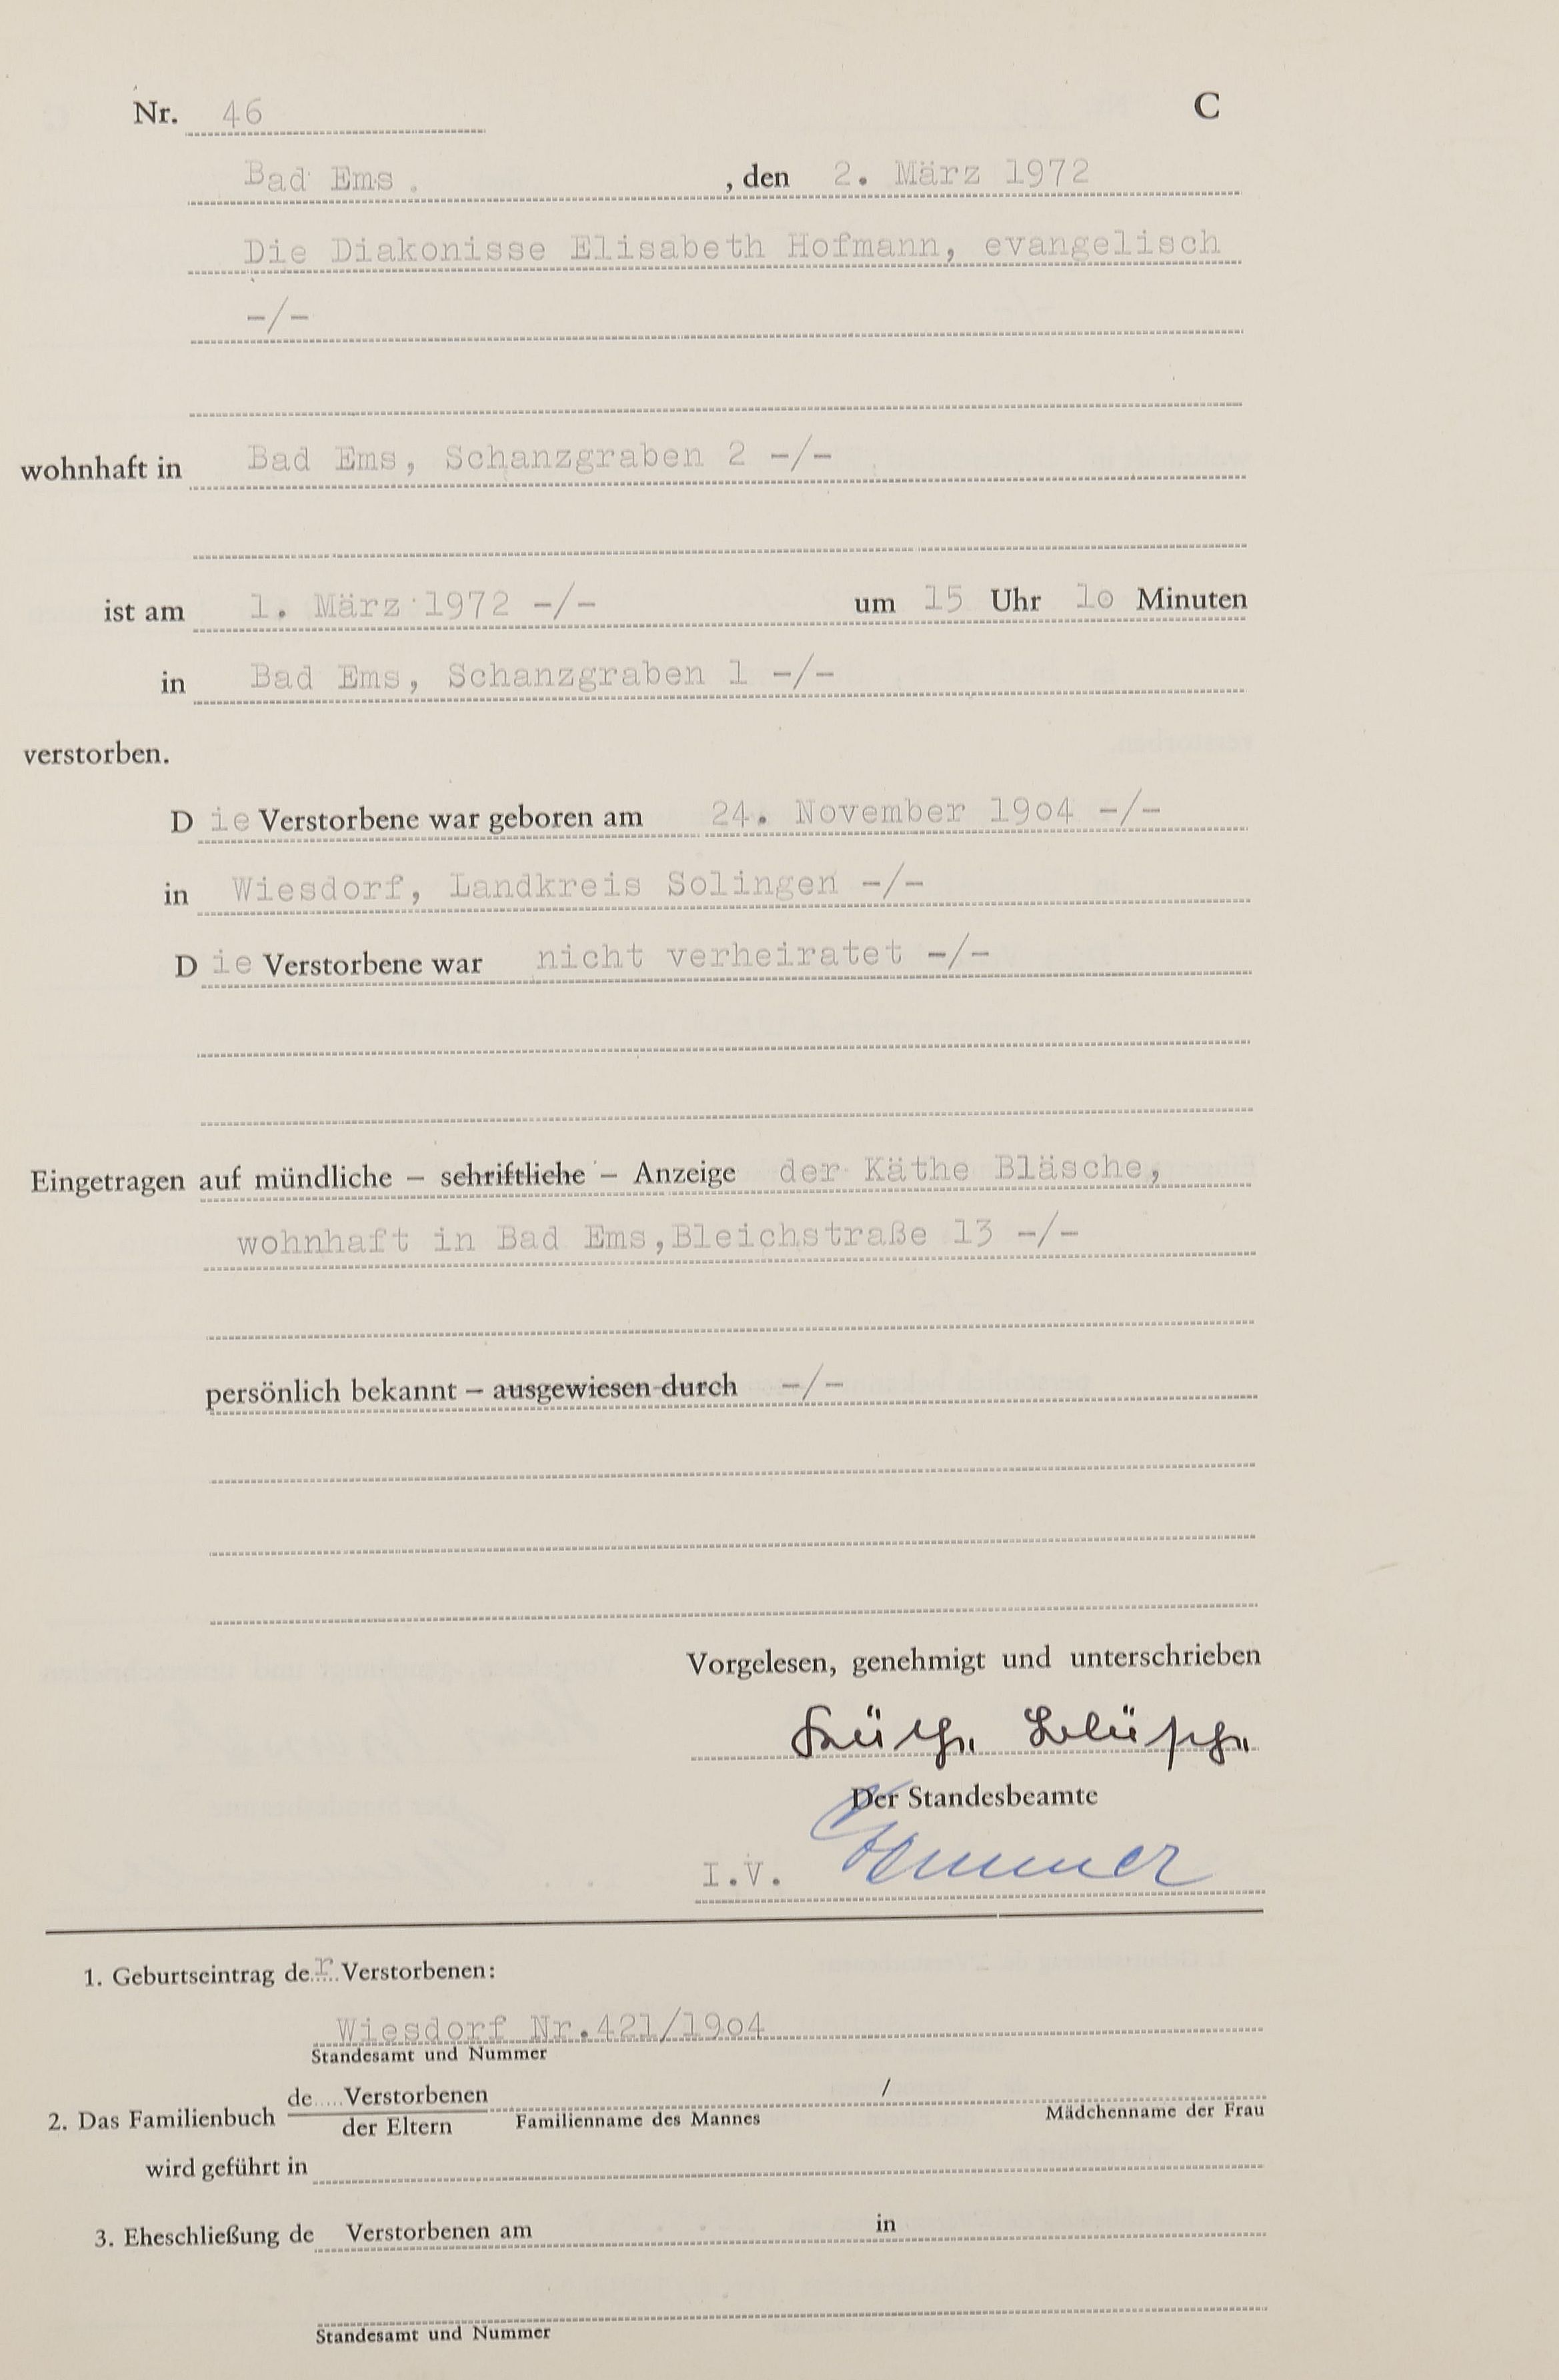 Nr. 46 C
Bad Ems , den 2. März 1972
Die Diakonisse Elisabeth Hofmann, evangelisch
-/-
wohnhaft in Bad Ems, Schanzgraben 2 -/-
ist am 1. März 1972 -/- um 15 Uhr 1o Minuten
in Bad Ems, Schanzgraben 1 -/-
verstorben.
Die Verstorbene war geboren am 24. November 19o4 -/-
in Wiesdorf, Landkreis Solingen -/-
Die Verstorbene war nicht verheiratet -/-
Eingetragen auf mündliche – schriftliche – Anzeige der Käthe Bläsche,
wohnhaft in Bad Ems,Bleichstraße 13 -/-
persönlich bekannt – ausgewiesen durch -/-
Vorgelesen, genehmigt und unterschrieben
Käthe Bläsche
Der Standesbeamte
I.V.
1. Geburtseintrag der Verstorbenen:
Wiesdorf Nr.421/19o4
Standesamt und Nummer
2. Das Familienbuch de Verstorbenen /
der Eltern Familienname des Mannes Mädchenname der Frau
wird geführt in
3. Eheschließung de Verstorbenen am in
Standesamt und Nummer